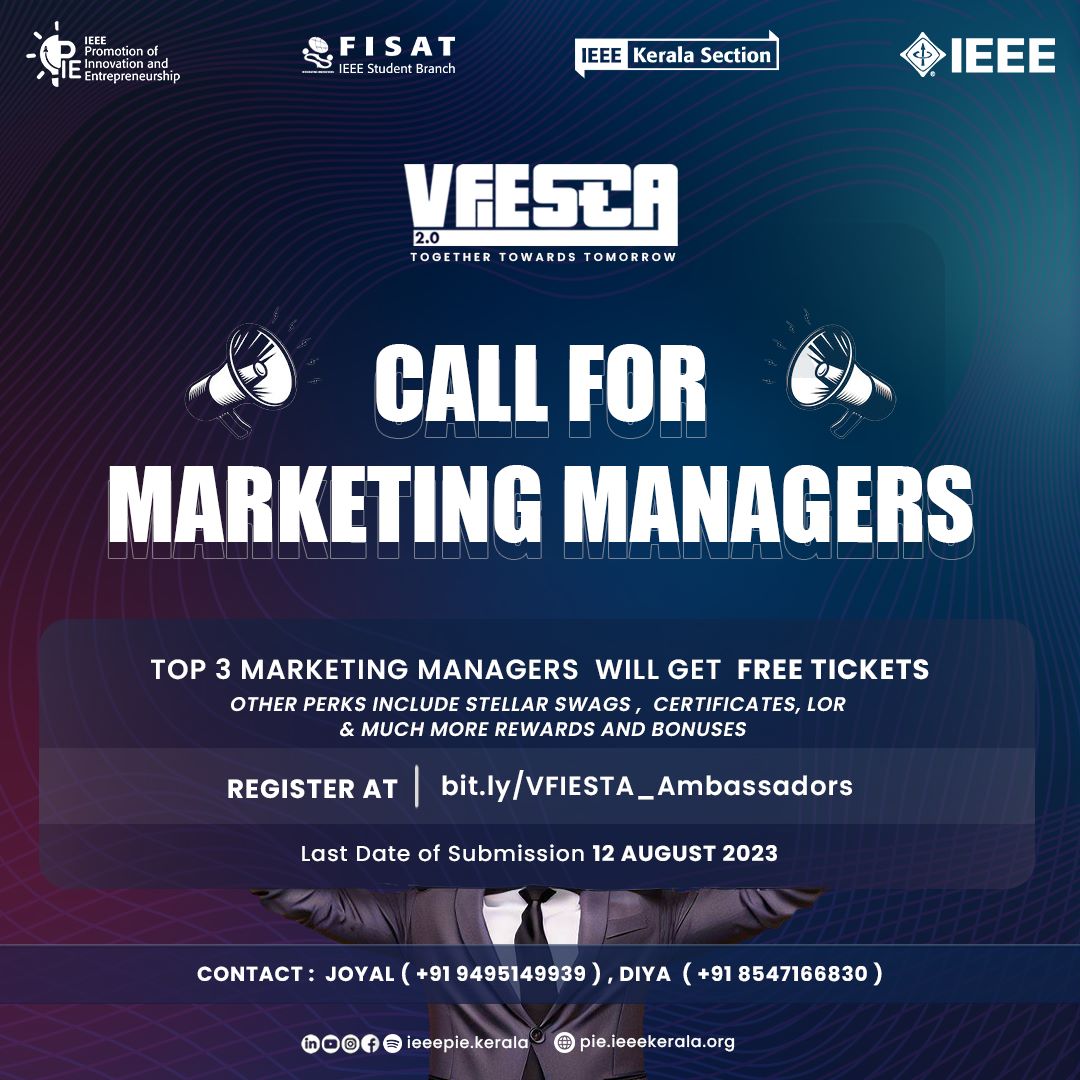 IEEE
Promotion of
Innovation and
Entrepreneurship
PIE
FISAT
IEEE Student Branch
IEEE Kerala Section
IEEE
VFiEStA
2.0
TOGETHER TOWARDS TOMORROW
CALL FOR
MARKETING MANAGERS
TOP 3 MARKETING MANAGERS WILL GET FREE TICKETS
OTHER PERKS INCLUDE STELLAR SWAGS , CERTIFICATES, LOR
& MUCH MORE REWARDS AND BONUSES
REGISTER AT | bit.ly/VFIESTA_Ambassadors
Last Date of Submission 12 AUGUST 2023
CONTACT : JOYAL ( +91 9495149939 ) , DIYA ( +91 8547166830 )
ieeepie.kerala pie.ieeekerala.org